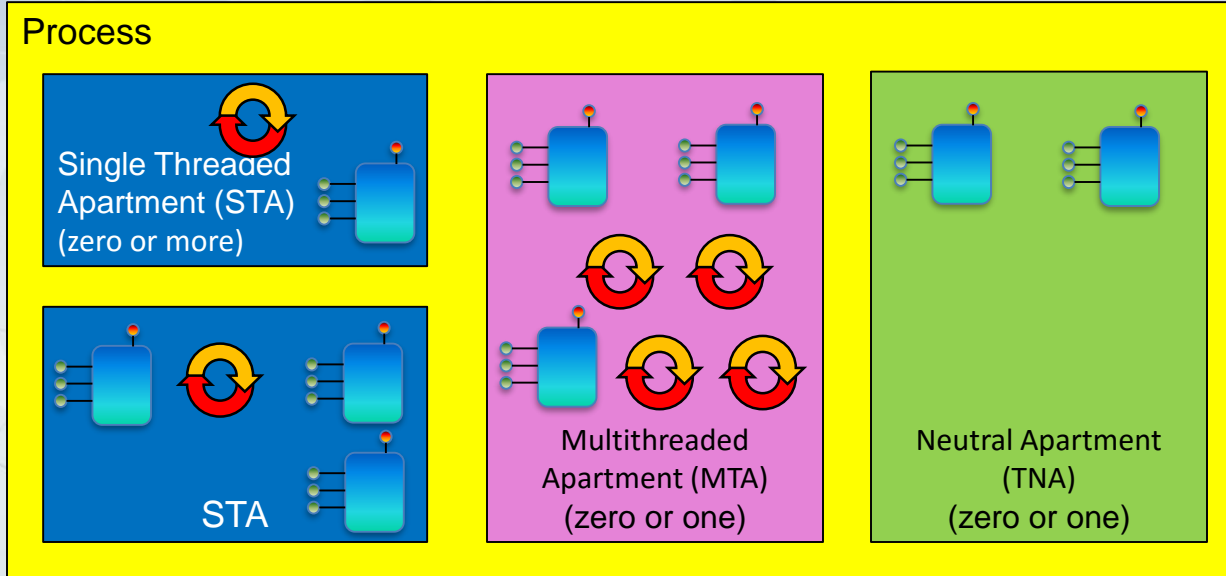 Process
Single Threaded
Apartment (STA)
(zero or more)
STA
Multithreaded
Apartment (MTA)
(zero or one)
Neutral Apartment
(TNA)
(zero or one)